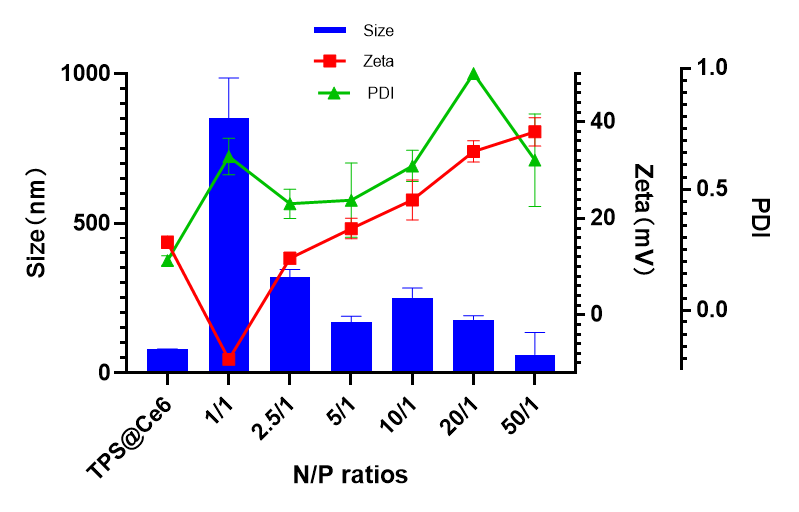 Size
Zeta
PDI
1000
500
0
Size(nm)
40
20
0
Zeta(mV)
1.0
0.5
0.0
PDI
TPS@Ce6
1/1
2.5/1
5/1
10/1
20/1
50/1
N/P ratios